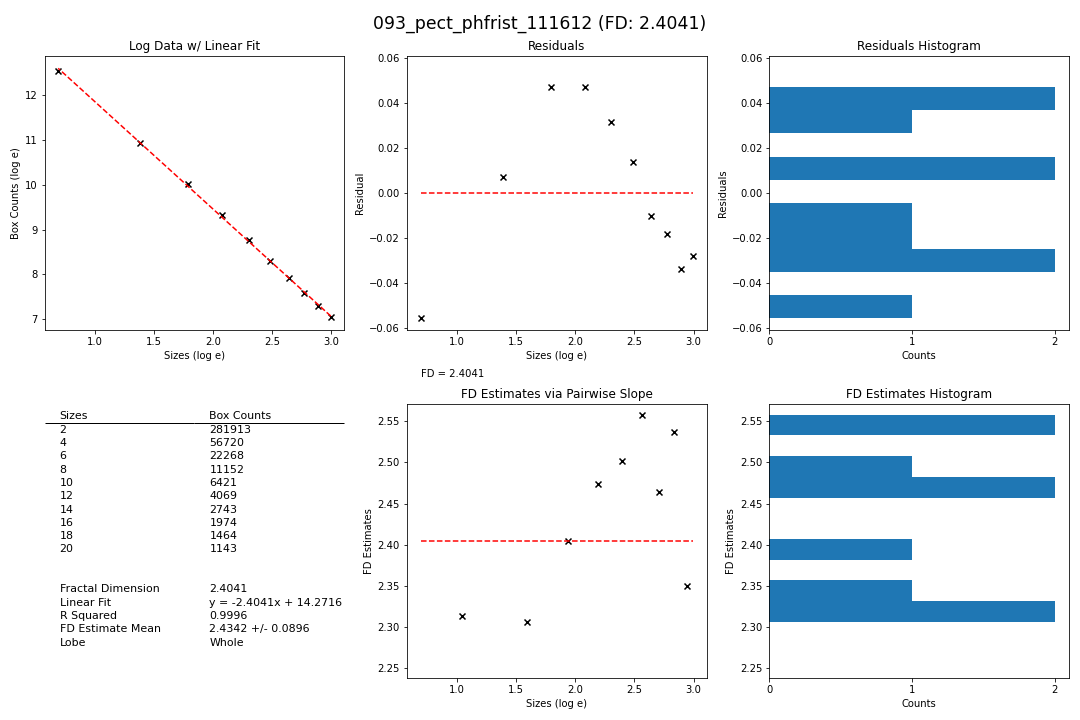 093_pect_phfrist_111612 (FD: 2.4041)
Log Data w/ Linear Fit
Box Counts (log e)
12
11
10
9
8
7
1.0 1.5 2.0 2.5 3.0
Sizes (log e)
Residuals
Residual
0.06
0.04
0.02
0.00
−0.02
−0.04
−0.06
1.0 1.5 2.0 2.5 3.0
Sizes (log e)
FD = 2.4041
Residuals Histogram
Residuals
0.06
0.04
0.02
0.00
−0.02
−0.04
−0.06
0 1 2
Counts
Sizes Box Counts
2 281913
4 56720
6 22268
8 11152
10 6421
12 4069
14 2743
16 1974
18 1464
20 1143
Fractal Dimension 2.4041
Linear Fit y = -2.4041x + 14.2716
R Squared 0.9996
FD Estimate Mean 2.4342 +/- 0.0896
Lobe Whole
FD Estimates via Pairwise Slope
FD Estimates
2.55
2.50
2.45
2.40
2.35
2.30
2.25
1.0 1.5 2.0 2.5 3.0
Sizes (log e)
FD Estimates Histogram
FD Estimates
2.55
2.50
2.45
2.40
2.35
2.30
2.25
0 1 2
Counts